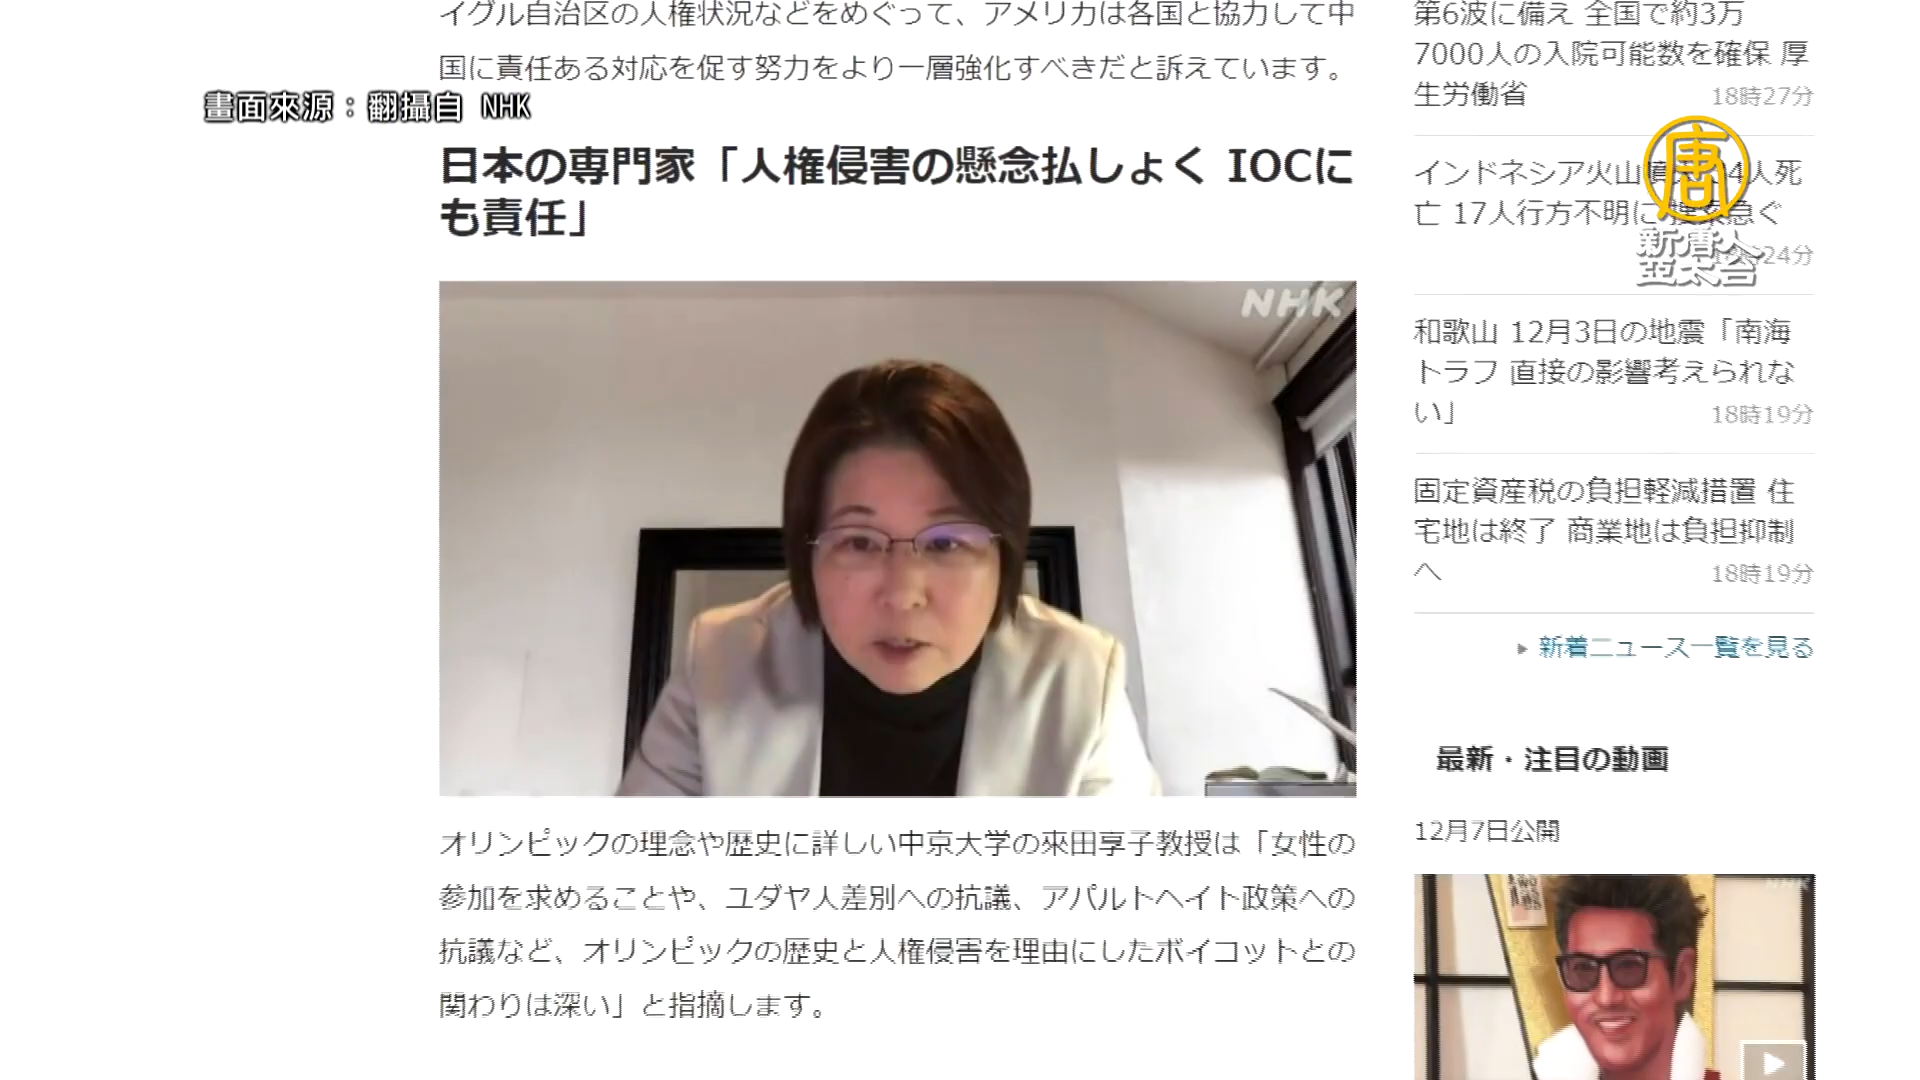 イグル自治区の人権状況などをめぐって、アメリカは各国と協力して中
国に責任ある対応を促す努力をより一層強化すべきだと訴えています。
畫面來源：翻攝自 NHK
日本の専門家「人権侵害の懸念払しょく IOCに
も責任」
NHK
オリンピックの理念や歴史に詳しい中京大学の來田享子教授は「女性の
参加を求めることや、ユダヤ人差別への抗議、アパルトヘイト政策への
抗議など、オリンピックの歴史と人権侵害を理由にしたボイコットとの
関わりは深い」と指摘します。
第6波に備え 全国で約3万
7000人の入院可能数を確保 厚
生労働省
18時27分
インドネシア火山 4人死
亡 17人行方不明に 急ぐ
24分
唐
新唐人
亞太台
和歌山 12月3日の地震「南海
トラフ 直接の影響考えられな
い」
18時19分
固定資産税の負担軽減措置 住
宅地は終了 商業地は負担抑制
へ
18時19分
新着ニュース一覧を見る
最新・注目の動画
12月7日公開